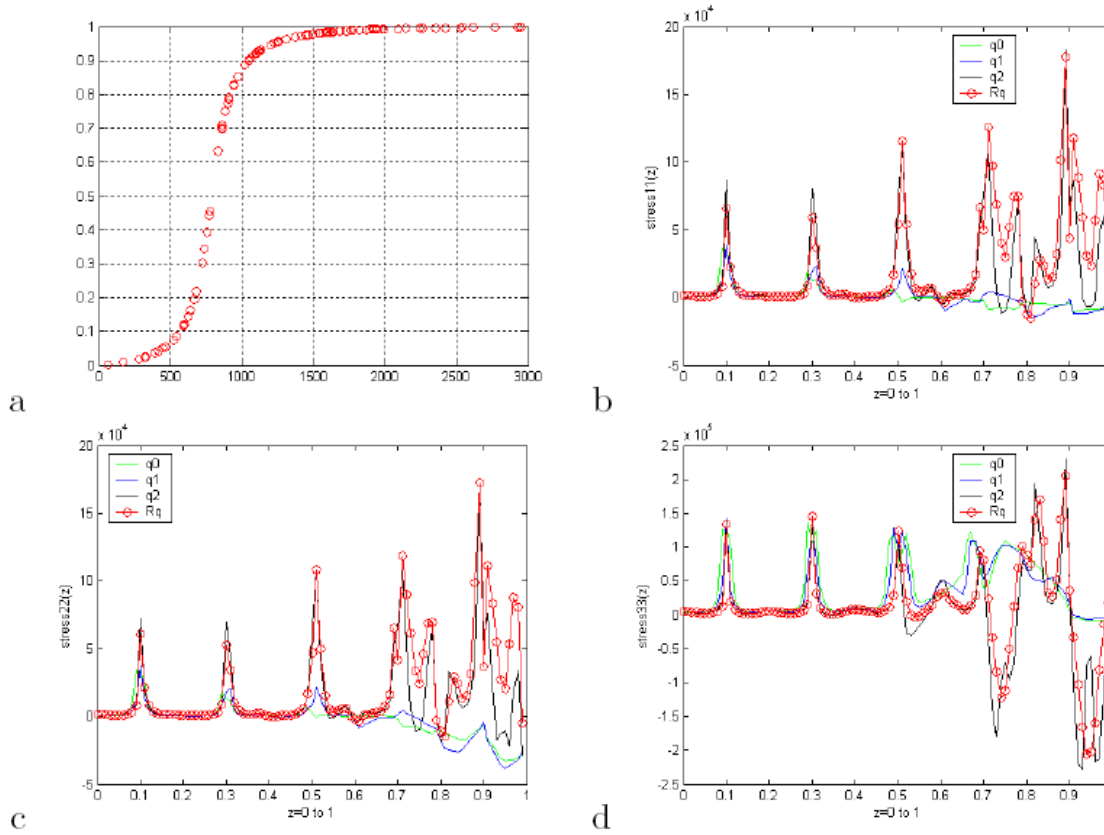 1
0.9
0.8
0.7
0.6
0.5
0.4
0.3
0.2
0.1
0
0 500 1000 1500 2000 2500 3000
a
x 10^4
20
15
10
5
0
-5
stress11(z)
q0
q1
q2
Rq
0 0.1 0.2 0.3 0.4 0.5 0.6 0.7 0.8 0.9
z=0 to 1
b
x 10^4
20
15
10
5
0
-5
stress22(z)
q0
q1
q2
Rq
0 0.1 0.2 0.3 0.4 0.5 0.6 0.7 0.8 0.9 1
z=0 to 1
c
x 10^5
2.5
2
1.5
1
0.5
0
-0.5
-1
-1.5
-2
-2.5
stress33(z)
q0
q1
q2
Rq
0 0.1 0.2 0.3 0.4 0.5 0.6 0.7 0.8 0.9
z=0 to 1
d